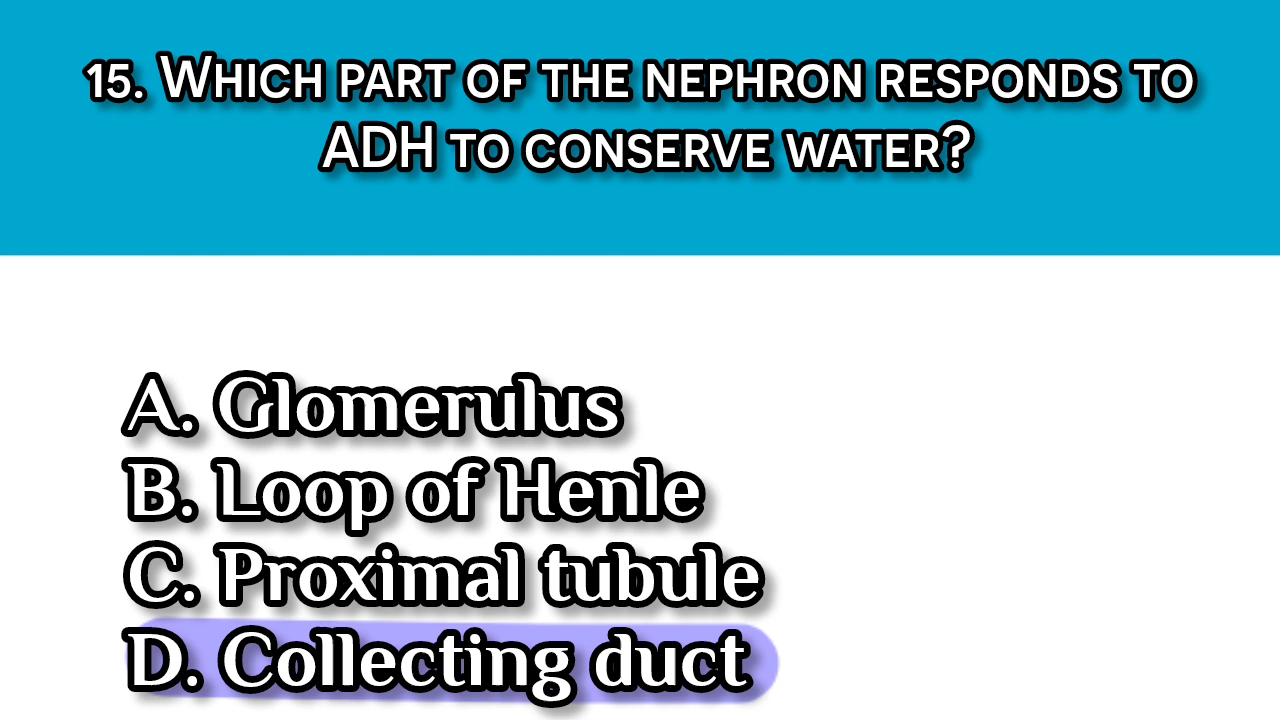 15. Which part of the nephron responds to
ADH to conserve water?
A. Glomerulus
B. Loop of Henle
C. Proximal tubule
D. Collecting duct